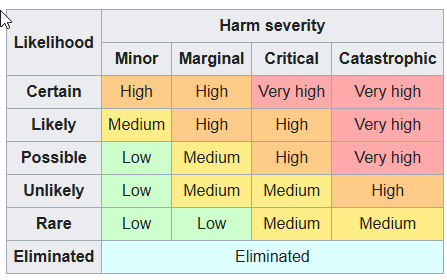 Likelihood Harm severity
Minor Marginal Critical Catastrophic
Certain High High Very high Very high
Likely Medium High High Very high
Possible Low Medium High Very high
Unlikely Low Medium Medium High
Rare Low Low Medium Medium
Eliminated Eliminated